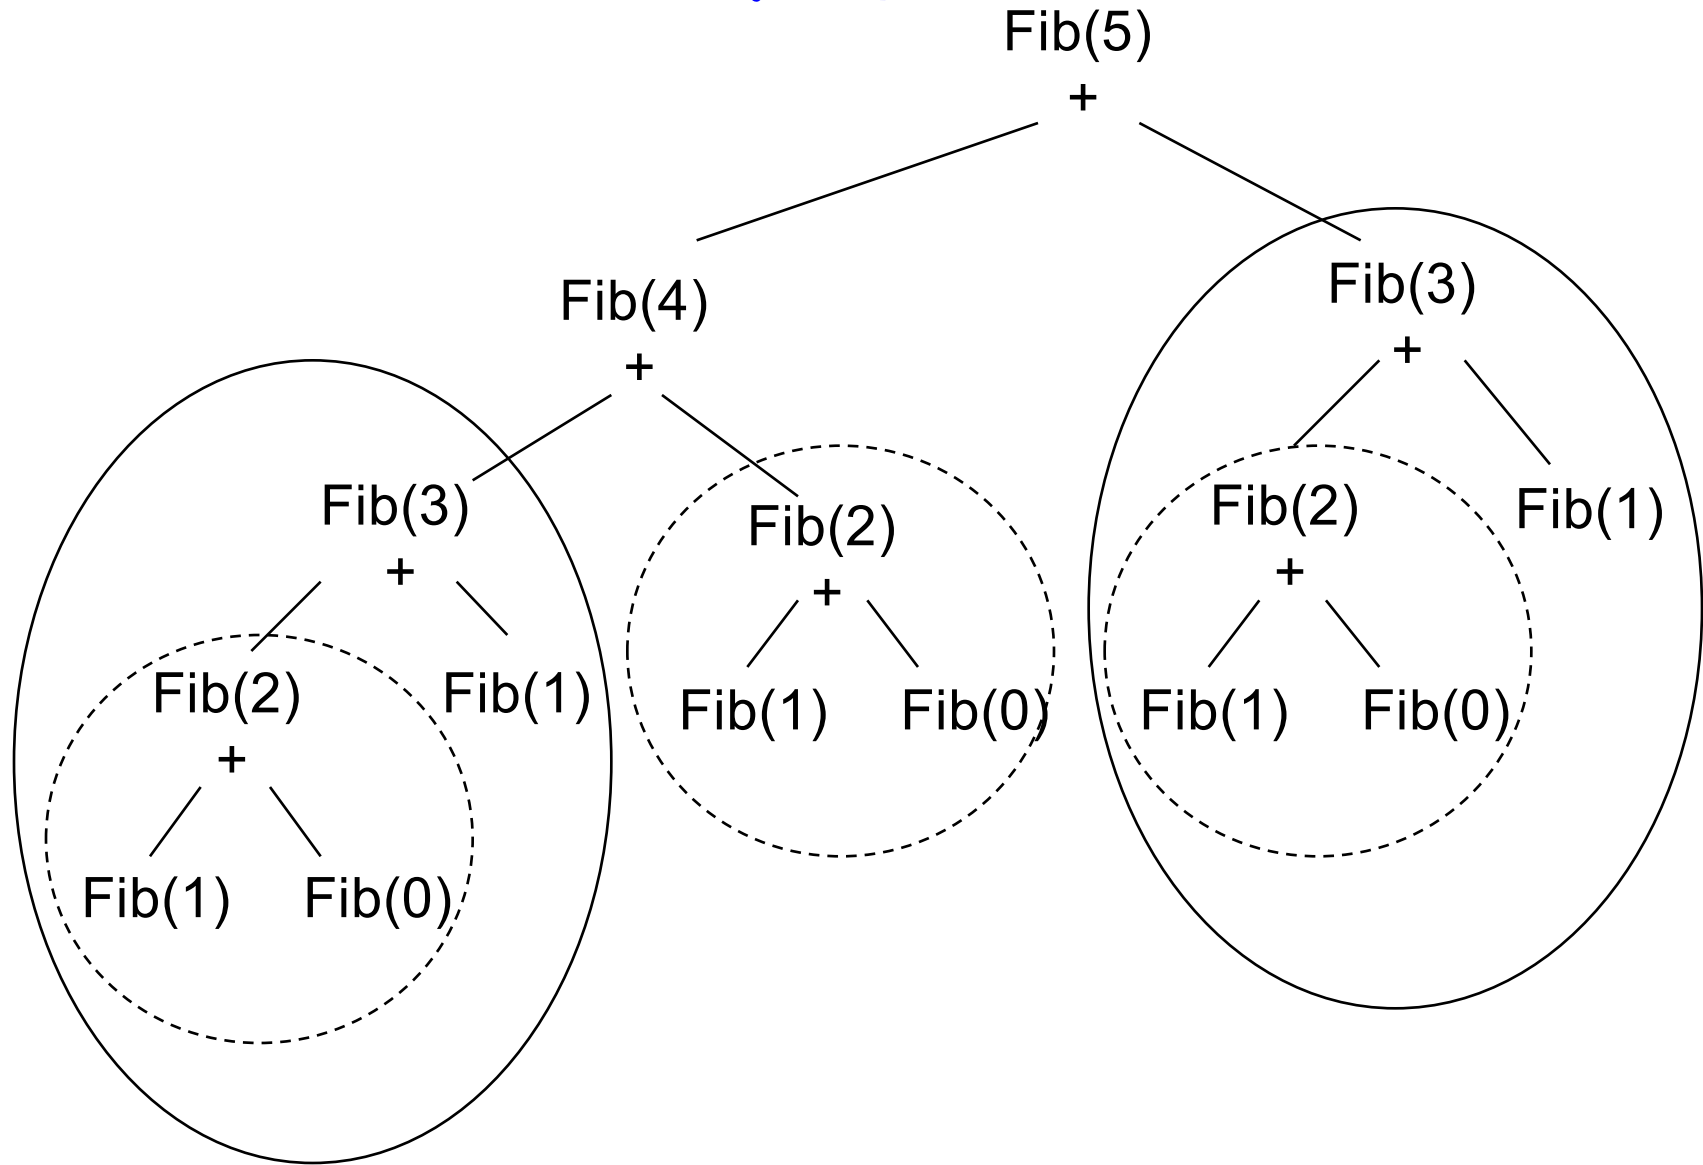 Fib(5)
+
Fib(4)
+
Fib(3)
+
Fib(3)
+
Fib(2)
+
Fib(2)
+
Fib(1)
Fib(2)
+
Fib(1)
Fib(1)
Fib(0)
Fib(1)
Fib(0)
Fib(1)
Fib(0)